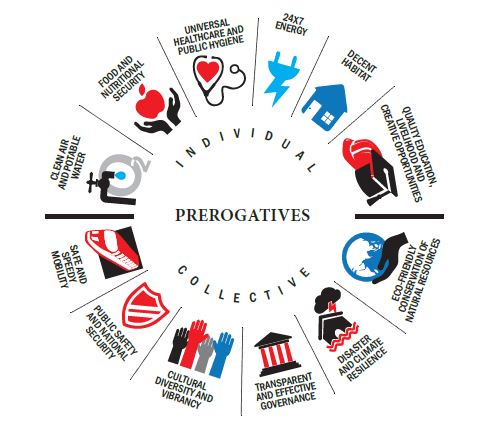 CLEAN AIR
AND POTABLE
WATER
FOOD AND
NUTRITIONAL
SECURITY
UNIVERSAL
HEALTHCARE AND
PUBLIC HYGIENE
24X7
ENERGY
DECENT
HABITAT
QUALITY EDUCATION,
LIVELIHOOD AND
CREATIVE OPPORTUNITIES
INDIVIDUAL
PREROGATIVES
COLLECTIVE
SAFE AND
SPEEDY
MOBILITY
PUBLIC SAFETY
AND NATIONAL
SECURITY
CULTURAL
DIVERSITY AND
VIBRANCY
TRANSPARENT
AND EFFECTIVE
GOVERNANCE
DISASTER
AND CLIMATE
RESILIENCE
ECO-FRIENDLY
CONSERVATION OF
NATURAL RESOURCES